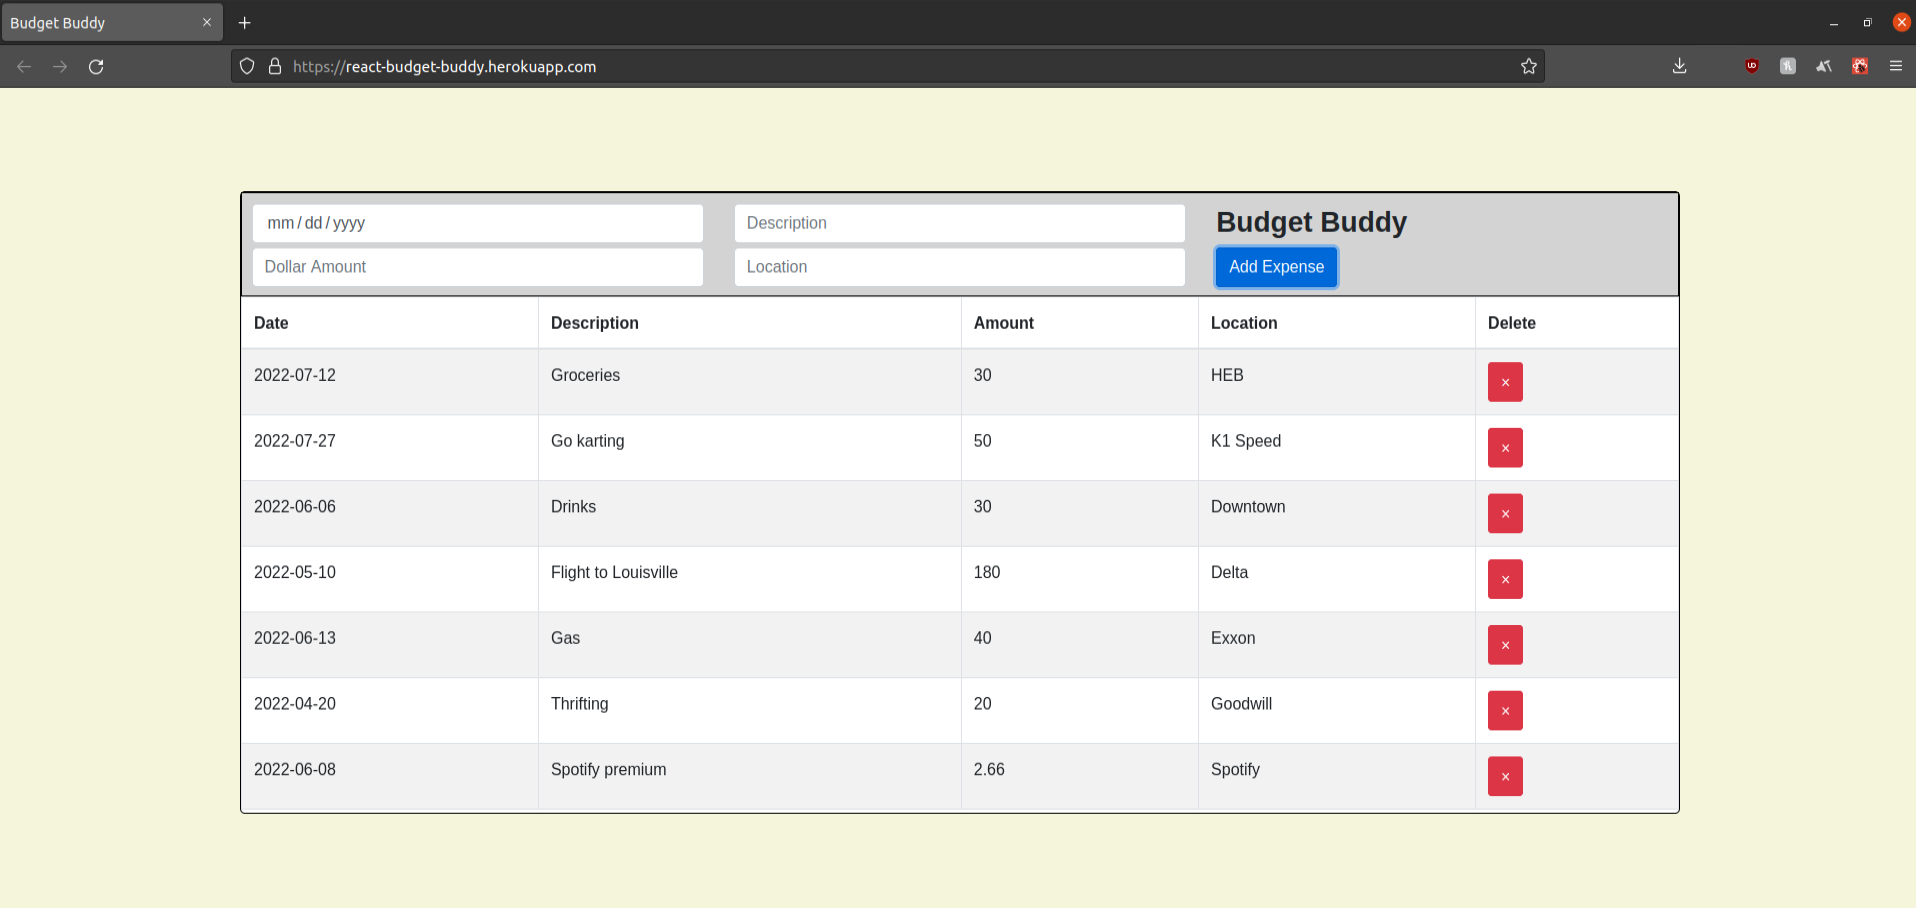 Budget Buddy
https://react-budget-buddy.herokuapp.com
mm/dd/yyyy Description Budget Buddy
Dollar Amount Location Add Expense
Date Description Amount Location Delete
2022-07-12 Groceries 30 HEB ×
2022-07-27 Go karting 50 K1 Speed ×
2022-06-06 Drinks 30 Downtown ×
2022-05-10 Flight to Louisville 180 Delta ×
2022-06-13 Gas 40 Exxon ×
2022-04-20 Thrifting 20 Goodwill ×
2022-06-08 Spotify premium 2.66 Spotify ×